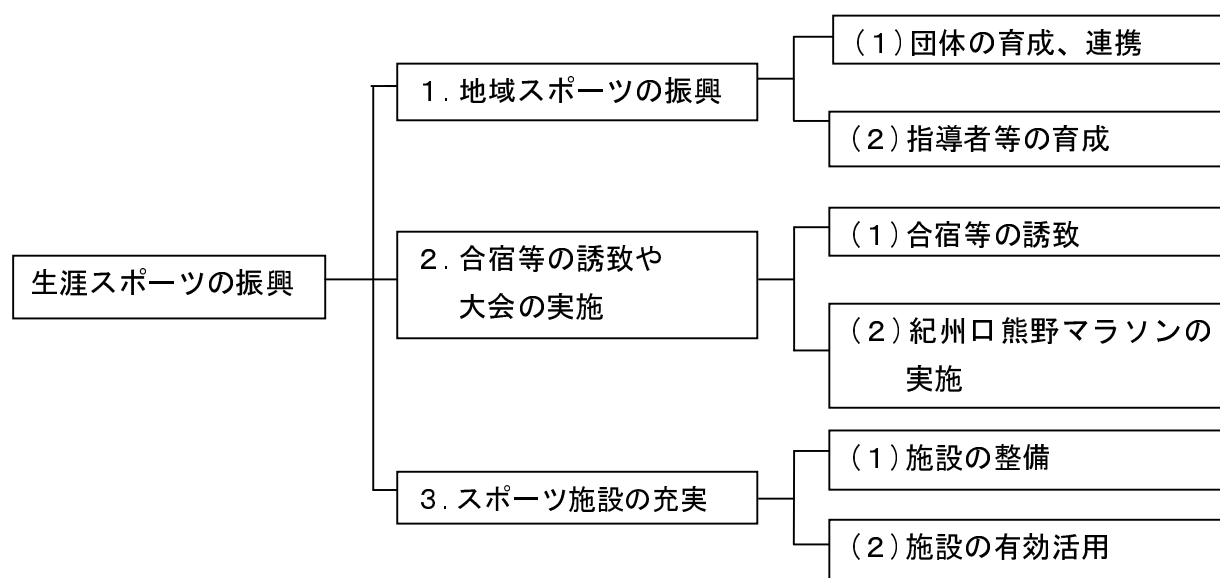 生涯スポーツの振興
１．地域スポーツの振興
（１）団体の育成、連携
（２）指導者等の育成
２．合宿等の誘致や
大会の実施
（１）合宿等の誘致
（２）紀州口熊野マラソンの
実施
３．スポーツ施設の充実
（１）施設の整備
（２）施設の有効活用